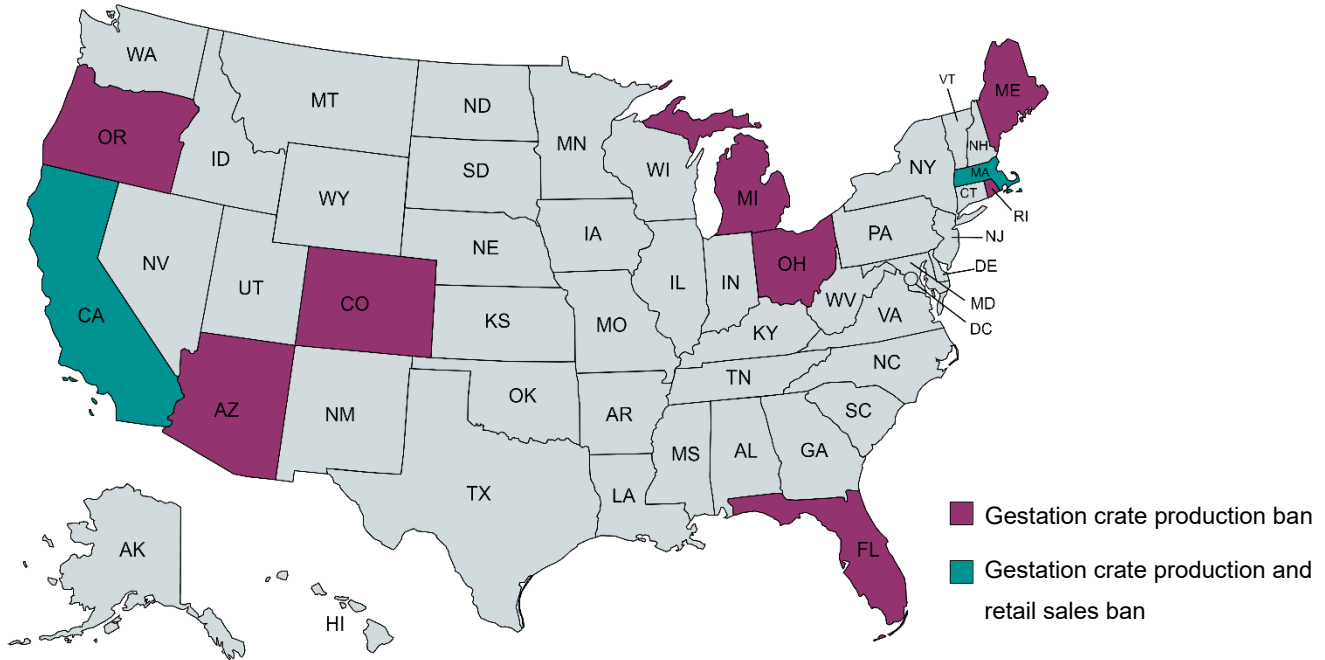 WA
OR
CA
ID
NV
MT
WY
UT
AZ
CO
NM
ND
SD
NE
KS
OK
TX
MN
IA
MO
AR
LA
WI
IL
MI
IN
OH
KY
TN
MS
AL
GA
FL
SC
NC
VA
WV
PA
NY
VT
NH
ME
MA
CT
RI
NJ
DE
MD
DC
AK
HI
Gestation crate production ban
Gestation crate production and
retail sales ban